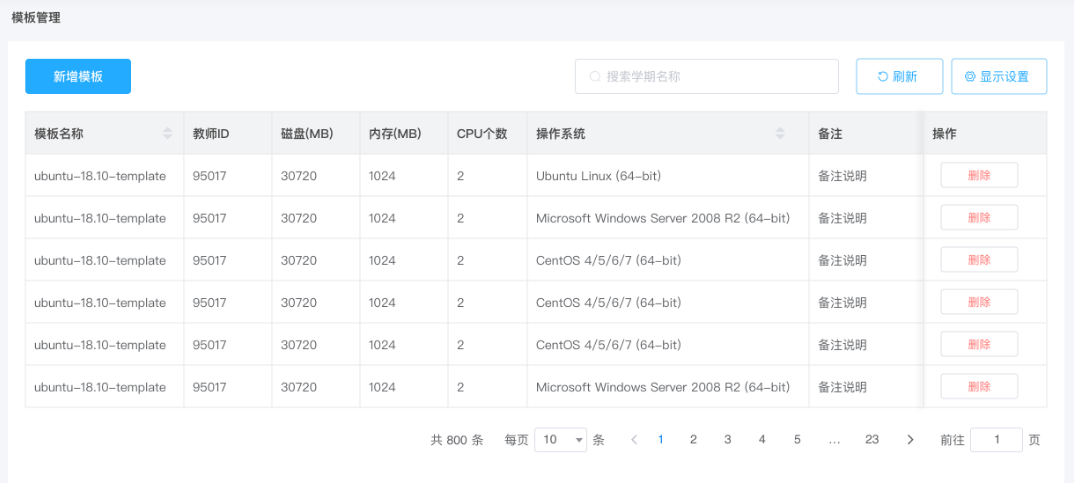 模板管理
新增模板 搜索学期名称 刷新 显示设置
模板名称 教师ID 磁盘(MB) 内存(MB) CPU个数 操作系统 备注 操作
ubuntu-18.10-template 95017 30720 1024 2 Ubuntu Linux (64-bit) 备注说明 删除
ubuntu-18.10-template 95017 30720 1024 2 Microsoft Windows Server 2008 R2 (64-bit) 备注说明 删除
ubuntu-18.10-template 95017 30720 1024 2 CentOS 4/5/6/7 (64-bit) 备注说明 删除
ubuntu-18.10-template 95017 30720 1024 2 CentOS 4/5/6/7 (64-bit) 备注说明 删除
ubuntu-18.10-template 95017 30720 1024 2 CentOS 4/5/6/7 (64-bit) 备注说明 删除
ubuntu-18.10-template 95017 30720 1024 2 Microsoft Windows Server 2008 R2 (64-bit) 备注说明 删除
共 800 条 每页 10 条 < 1 2 3 4 5 ... 23 > 前往 1 页